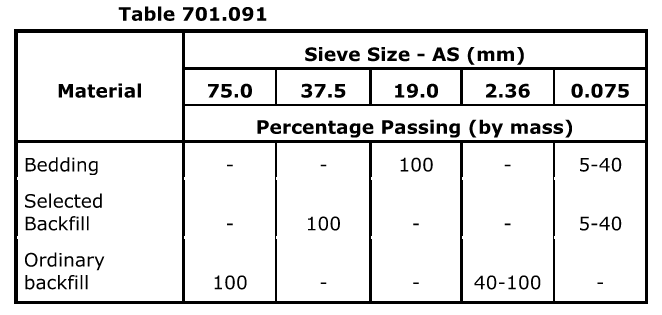 Table 701.091
Sieve Size - AS (mm)
Material 75.0 37.5 19.0 2.36 0.075
Percentage Passing (by mass)
Bedding - - 100 - 5-40
Selected
Backfill - 100 - - 5-40
Ordinary
backfill 100 - - 40-100 -